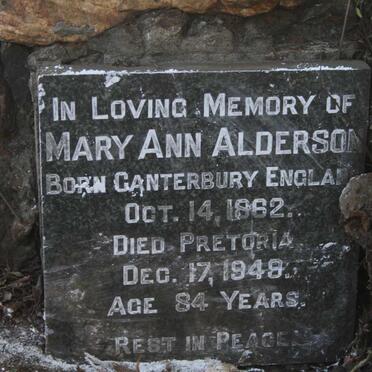 IN LOVING MEMORY OF
MARY ANN ALDERSON
BORN CANTERBURY ENGLAND
OCT. 14, 1862.
DIED PRETORIA
DEC. 17, 1948.
AGE 84 YEARS.
REST IN PEACE.